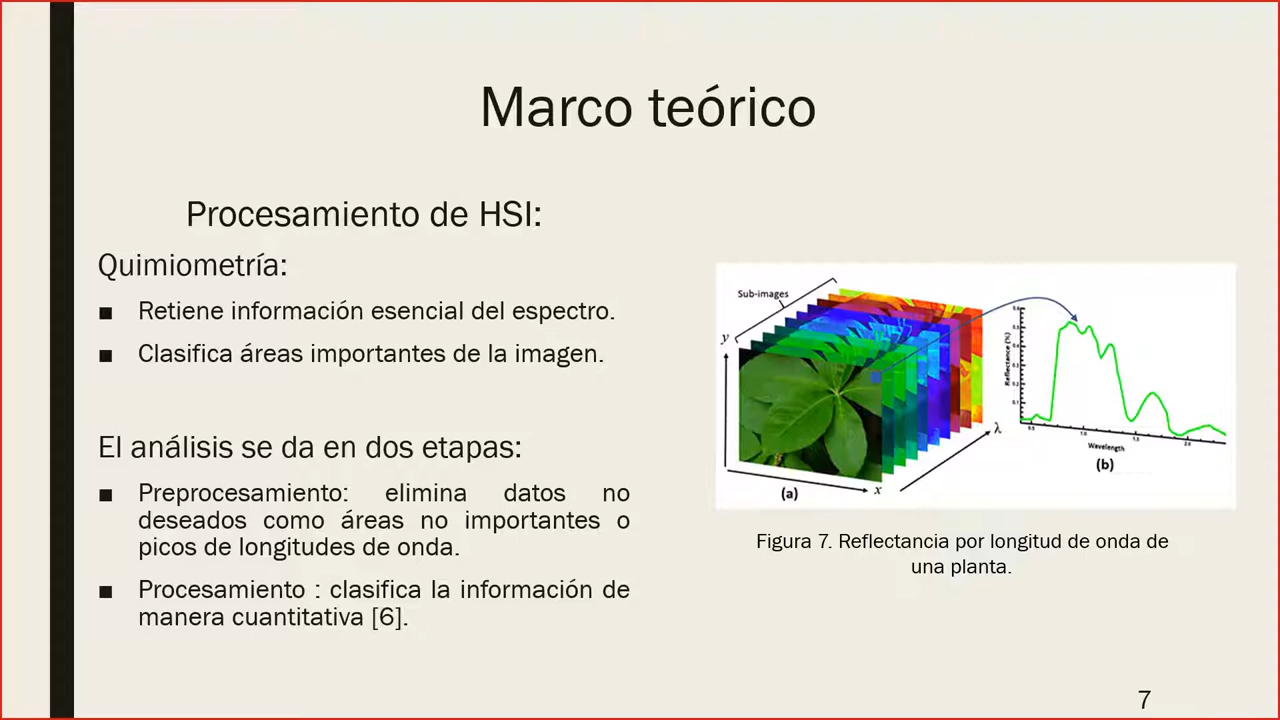 Marco teórico
Procesamiento de HSI:
Quimiometría:
■ Retiene información esencial del espectro.
■ Clasifica áreas importantes de la imagen.
El análisis se da en dos etapas:
■ Preprocesamiento: elimina datos no
deseados como áreas no importantes o
picos de longitudes de onda.
■ Procesamiento : clasifica la información de
manera cuantitativa [6].
Sub-images
y
λ
x
(a)
Reflectance (%)
Wavelength
(b)
Figura 7. Reflectancia por longitud de onda de
una planta.
7